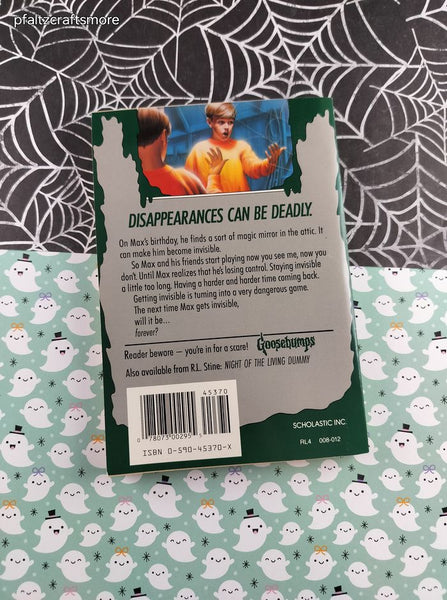 pfaltzcraftsmore
DISAPPEARANCES CAN BE DEADLY.
On Max's birthday, he finds a sort of magic mirror in the attic. It
can make him become invisible.
So Max and his friends start playing now you see me, now you
don't. Until Max realizes that he's losing control. Staying invisible
a little too long. Having a harder and harder time coming back.
Getting invisible is turning into a very dangerous game.
The next time Max gets invisible,
will it be...
forever?
Reader beware — you're in for a scare! Goosebumps
Also available from R.L. Stine: NIGHT OF THE LIVING DUMMY
45370
0 78073 00295 5
ISBN 0-590-45370-X
SCHOLASTIC INC.
RL4 008-012